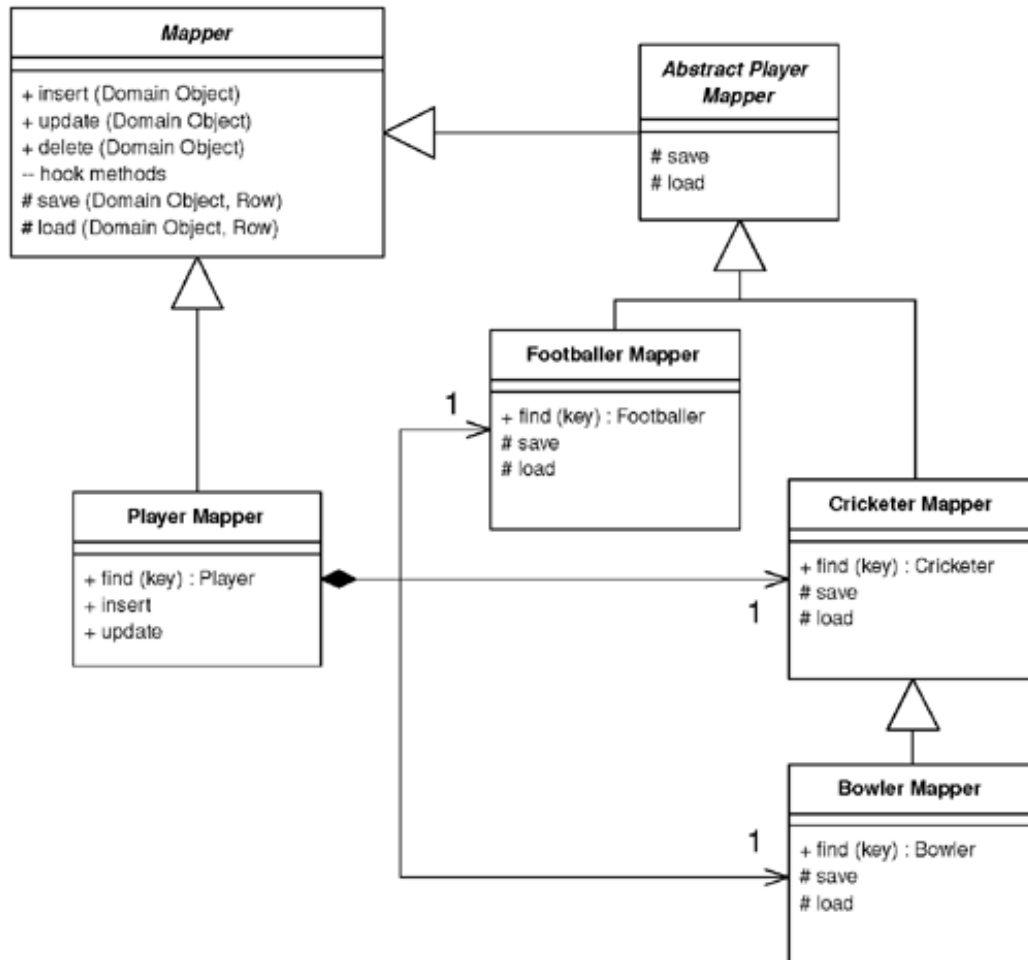 Mapper
+ insert (Domain Object)
+ update (Domain Object)
+ delete (Domain Object)
-- hook methods
# save (Domain Object, Row)
# load (Domain Object, Row)
Abstract Player
Mapper
# save
# load
Footballer Mapper
+ find (key) : Footballer
# save
# load
1
Player Mapper
+ find (key) : Player
+ insert
+ update
Cricketer Mapper
+ find (key) : Cricketer
# save
# load
1
Bowler Mapper
+ find (key) : Bowler
# save
# load
1